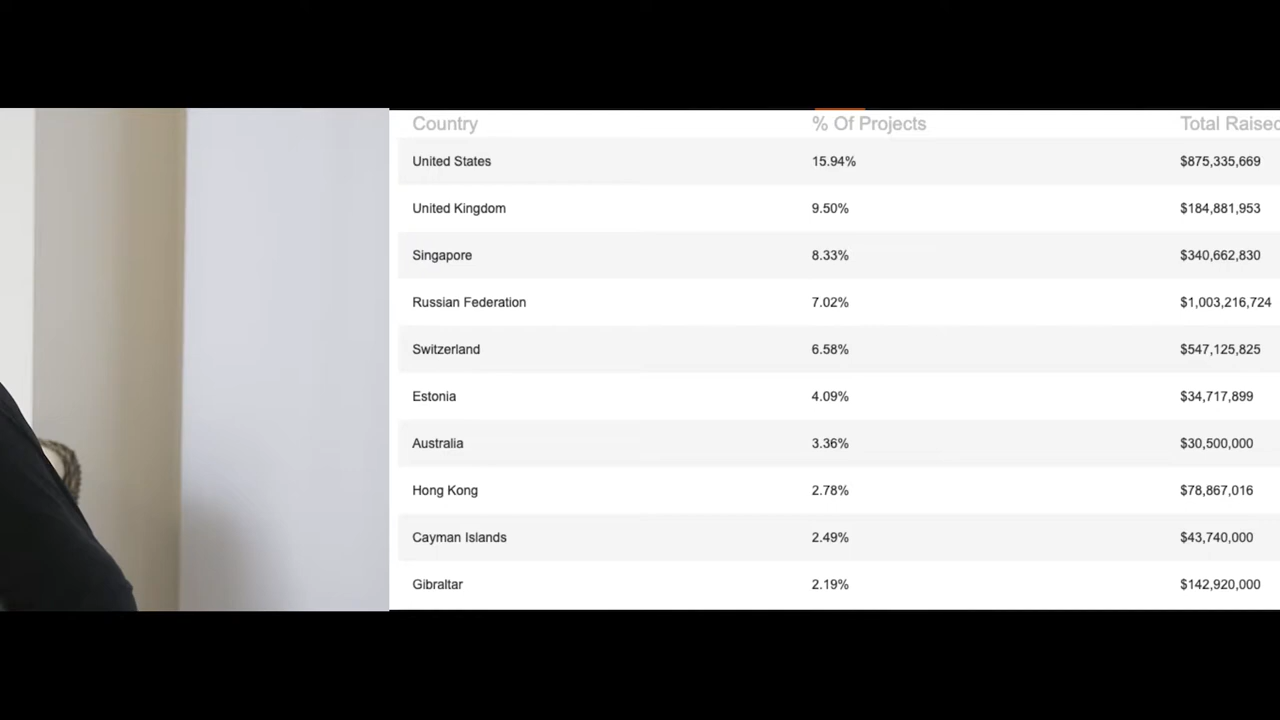 Country % Of Projects Total Raised
United States 15.94% $875,335,669
United Kingdom 9.50% $184,881,953
Singapore 8.33% $340,662,830
Russian Federation 7.02% $1,003,216,724
Switzerland 6.58% $547,125,825
Estonia 4.09% $34,717,899
Australia 3.36% $30,500,000
Hong Kong 2.78% $78,867,016
Cayman Islands 2.49% $43,740,000
Gibraltar 2.19% $142,920,000